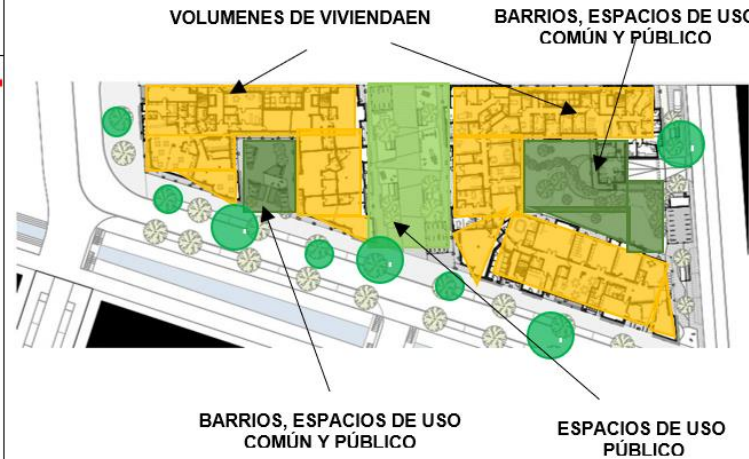 VOLUMENES DE VIVIENDAEN
BARRIOS, ESPACIOS DE USO
COMÚN Y PÚBLICO
BARRIOS, ESPACIOS DE USO
COMÚN Y PÚBLICO
ESPACIOS DE USO
PÚBLICO